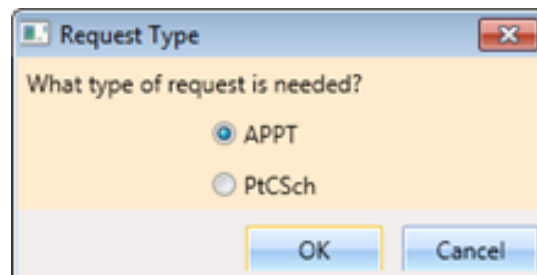 Request Type
What type of request is needed?
APPT
PtCSch
OK Cancel